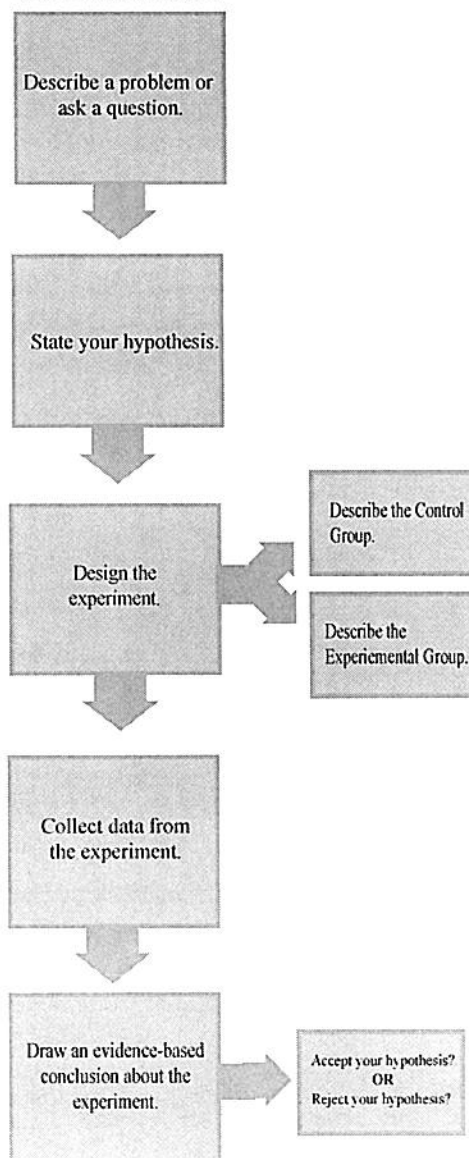 Describe a problem or
ask a question.
State your hypothesis.
Design the
experiment.
Describe the Control
Group.
Describe the
Experiemental Group.
Collect data from
the experiment.
Draw an evidence-based
conclusion about the
experiment.
Accept your hypothesis?
OR
Reject your hypothesis?